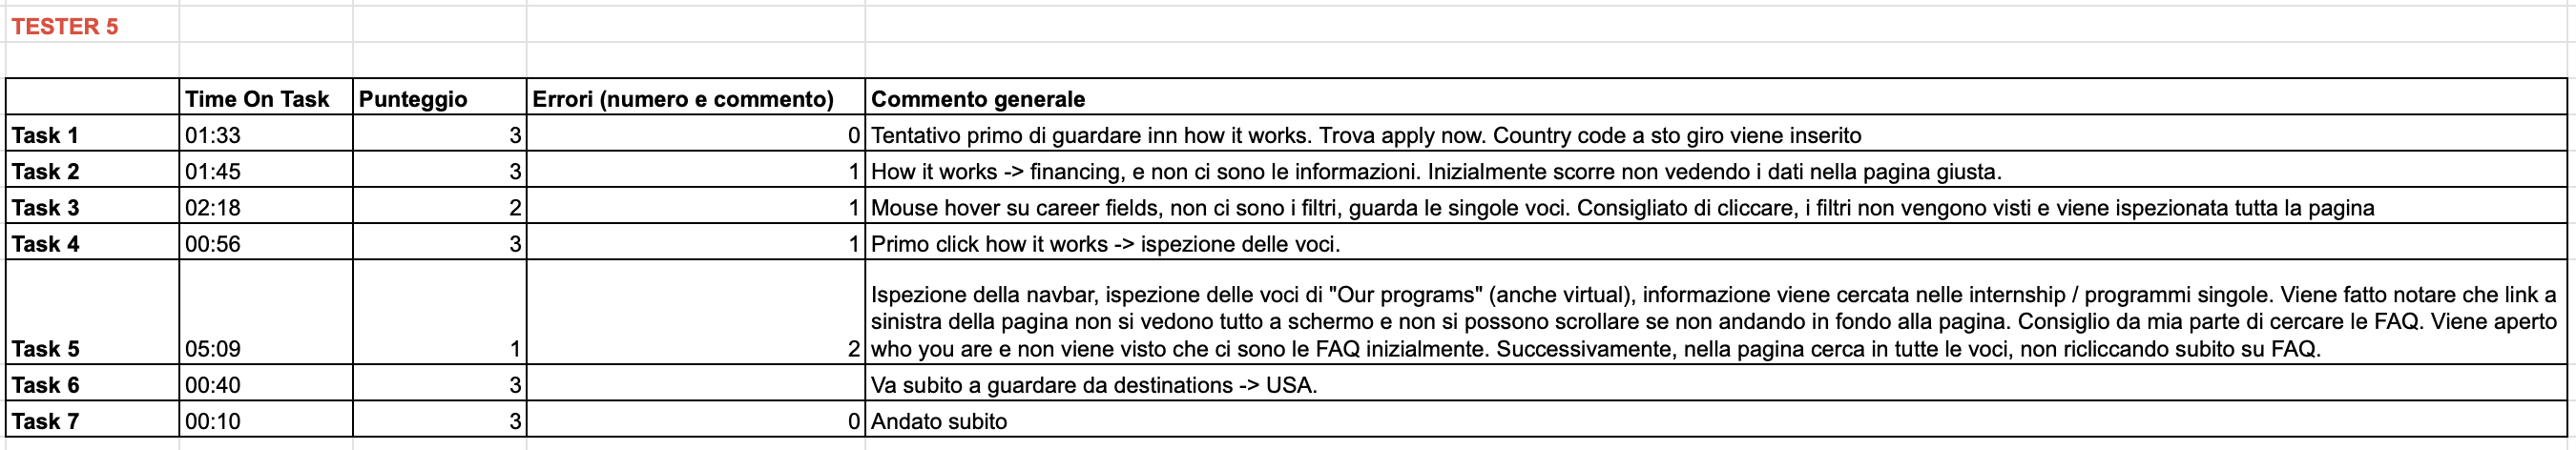 TESTER 5
Time On Task Punteggio Errori (numero e commento) Commento generale
Task 1 01:33 3 0 Tentativo primo di guardare inn how it works. Trova apply now. Country code a sto giro viene inserito
Task 2 01:45 3 1 How it works -> financing, e non ci sono le informazioni. Inizialmente scorre non vedendo i dati nella pagina giusta.
Task 3 02:18 2 1 Mouse hover su career fields, non ci sono i filtri, guarda le singole voci. Consigliato di cliccare, i filtri non vengono visti e viene ispezionata tutta la pagina
Task 4 00:56 3 1 Primo click how it works -> ispezione delle voci.
Ispezione della navbar, ispezione delle voci di "Our programs" (anche virtual), informazione viene cercata nelle internship / programmi singole. Viene fatto notare che link a
sinistra della pagina non si vedono tutto a schermo e non si possono scrollare se non andando in fondo alla pagina. Consiglio da mia parte di cercare le FAQ. Viene aperto
Task 5 05:09 1 2 who you are e non viene visto che ci sono le FAQ inizialmente. Successivamente, nella pagina cerca in tutte le voci, non ricliccando subito su FAQ.
Task 6 00:40 3 Va subito a guardare da destinations -> USA.
Task 7 00:10 3 0 Andato subito